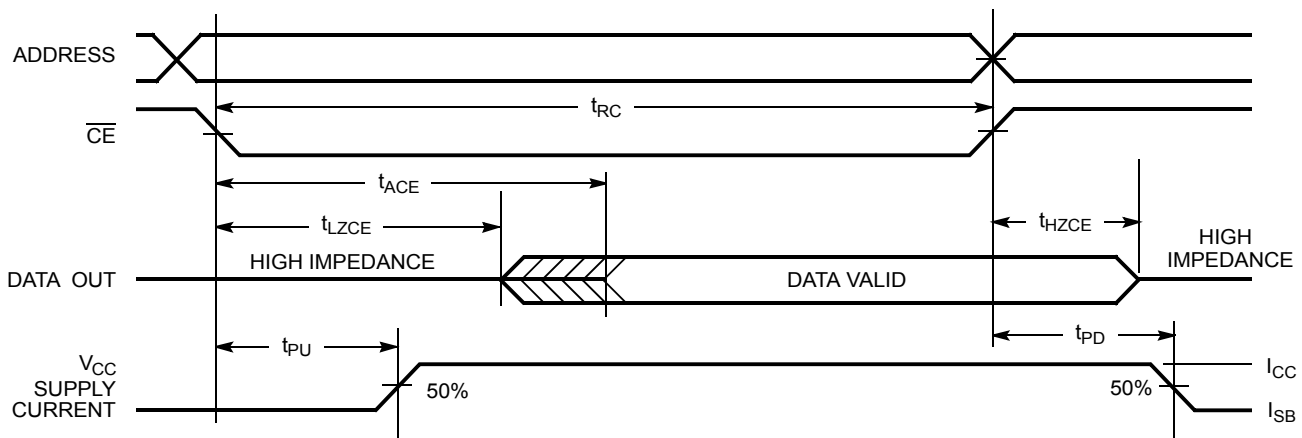 ADDRESS
tRC
CE
tACE
tLZCE
tHZCE
HIGH IMPEDANCE
HIGH
IMPEDANCE
DATA OUT
DATA VALID
tPU
tPD
VCC
SUPPLY
CURRENT
50%
50%
ICC
ISB